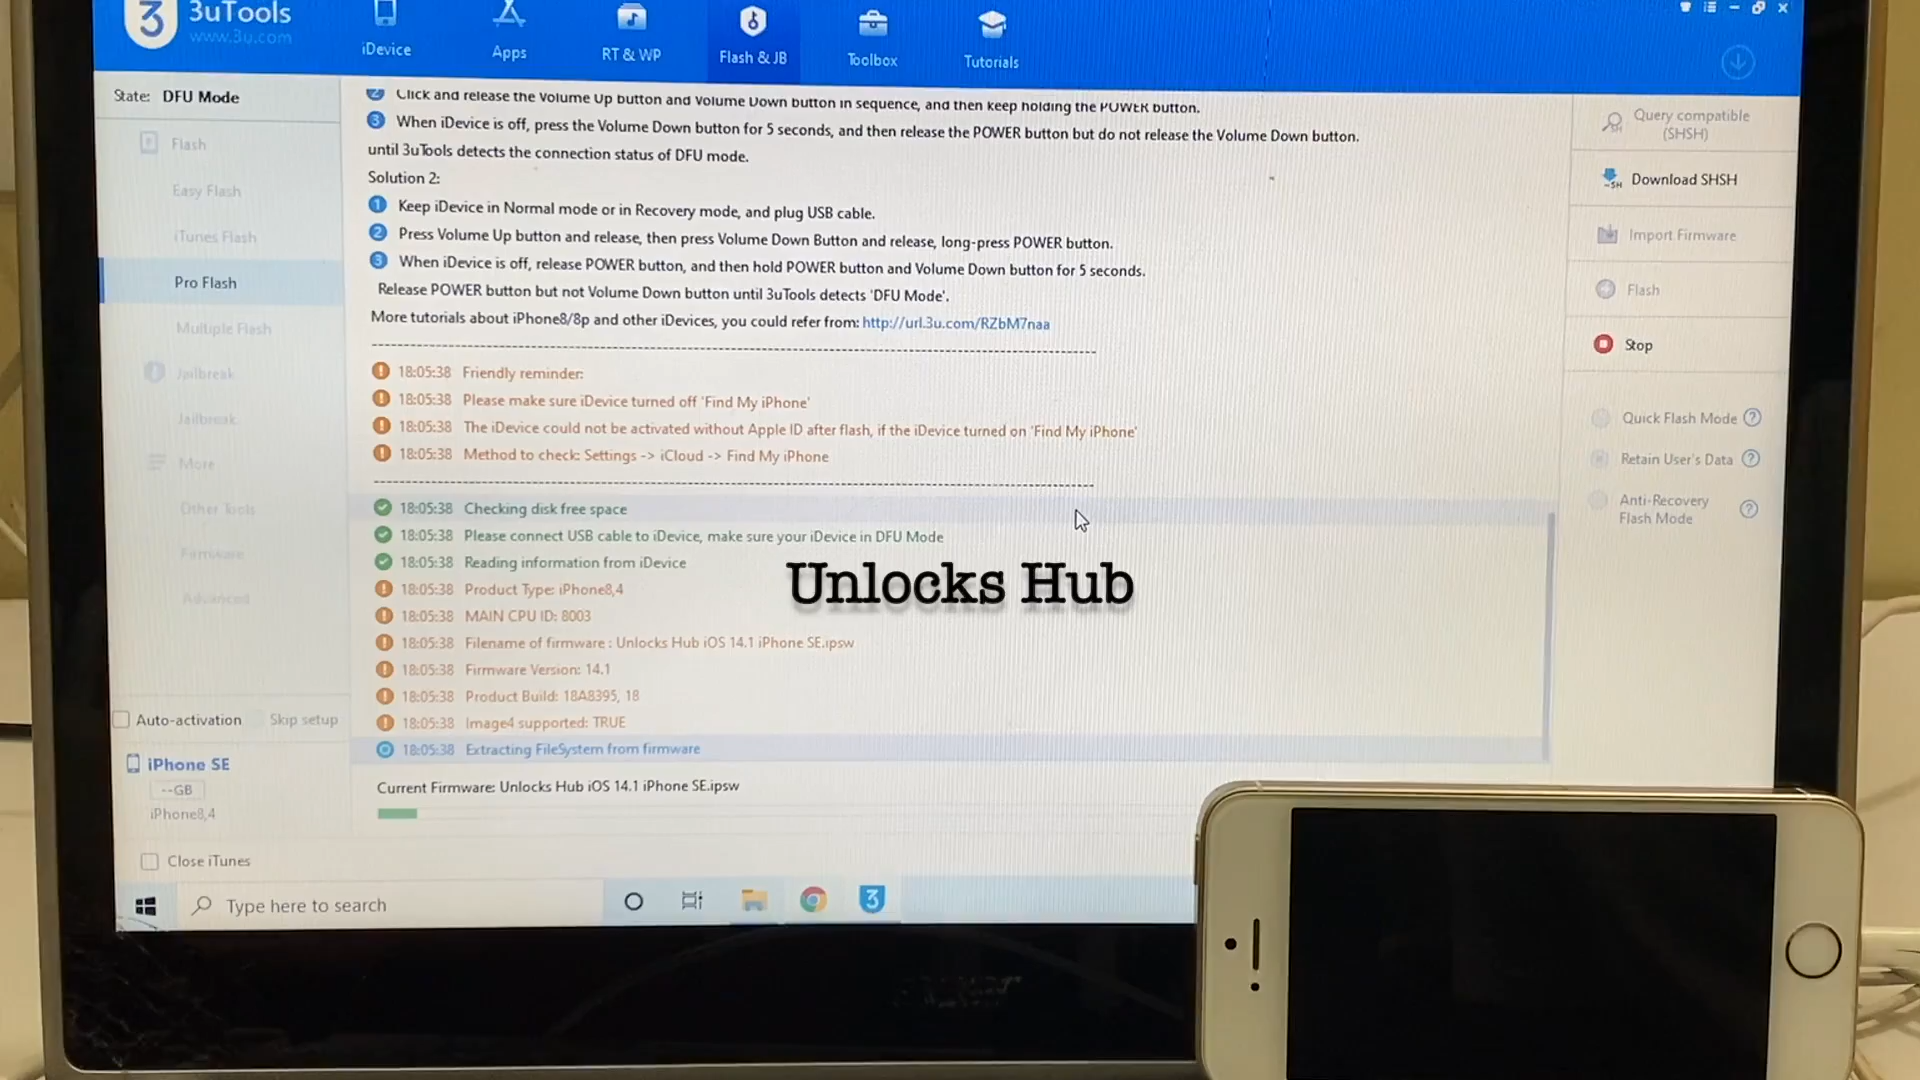 3
3uTools
www.3u.com
iDevice
Apps
RT & WP
Flash & JB
Toolbox
Tutorials
State: DFU Mode
Flash
Easy Flash
iTunes Flash
Pro Flash
Multiple Flash
Jailbreak
Jailbreak
More
Other Tools
Firmware
Advanced
Auto-activation
Skip setup
iPhone SE
--GB
iPhone8,4
Close iTunes
2 Click and release the Volume Up button and Volume Down button in sequence, and then keep holding the POWER button.
3 When iDevice is off, press the Volume Down button for 5 seconds, and then release the POWER button but do not release the Volume Down button.
until 3uTools detects the connection status of DFU mode.
Solution 2:
1 Keep iDevice in Normal mode or in Recovery mode, and plug USB cable.
2 Press Volume Up button and release, then press Volume Down Button and release, long-press POWER button.
3 When iDevice is off, release POWER button, and then hold POWER button and Volume Down button for 5 seconds.
Release POWER button but not Volume Down button until 3uTools detects 'DFU Mode'.
More tutorials about iPhone8/8p and other iDevices, you could refer from: http://url.3u.com/RZbM7naa
18:05:38 Friendly reminder:
18:05:38 Please make sure iDevice turned off 'Find My iPhone'
18:05:38 The iDevice could not be activated without Apple ID after flash, if the iDevice turned on 'Find My iPhone'
18:05:38 Method to check: Settings -> iCloud -> Find My iPhone
18:05:38 Checking disk free space
18:05:38 Please connect USB cable to iDevice, make sure your iDevice in DFU Mode
18:05:38 Reading information from iDevice
18:05:38 Product Type: iPhone8,4
18:05:38 MAIN CPU ID: 8003
18:05:38 Filename of firmware : Unlocks Hub iOS 14.1 iPhone SE.ipsw
18:05:38 Firmware Version: 14.1
18:05:38 Product Build: 18A8395, 18
18:05:38 Image4 supported: TRUE
18:05:38 Extracting FileSystem from firmware
Current Firmware: Unlocks Hub iOS 14.1 iPhone SE.ipsw
Unlocks Hub
Query compatible
(SHSH)
Download SHSH
Import Firmware
Flash
Stop
Quick Flash Mode ?
Retain User's Data ?
Anti-Recovery
Flash Mode ?
Type here to search
3